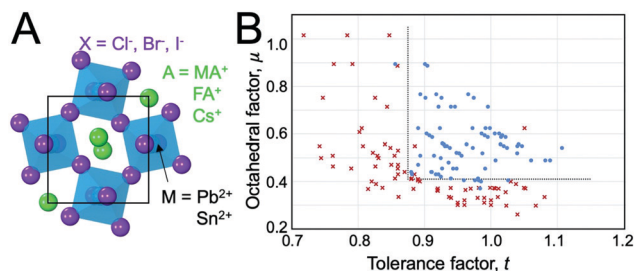 A
X = Cl⁻, Br⁻, I⁻
A = MA⁺
FA⁺
Cs⁺
M = Pb²⁺
Sn²⁺
B
Octahedral factor, μ
1.0
0.8
0.6
0.4
0.2
0.7
0.8
0.9
1.0
1.1
1.2
Tolerance factor, t